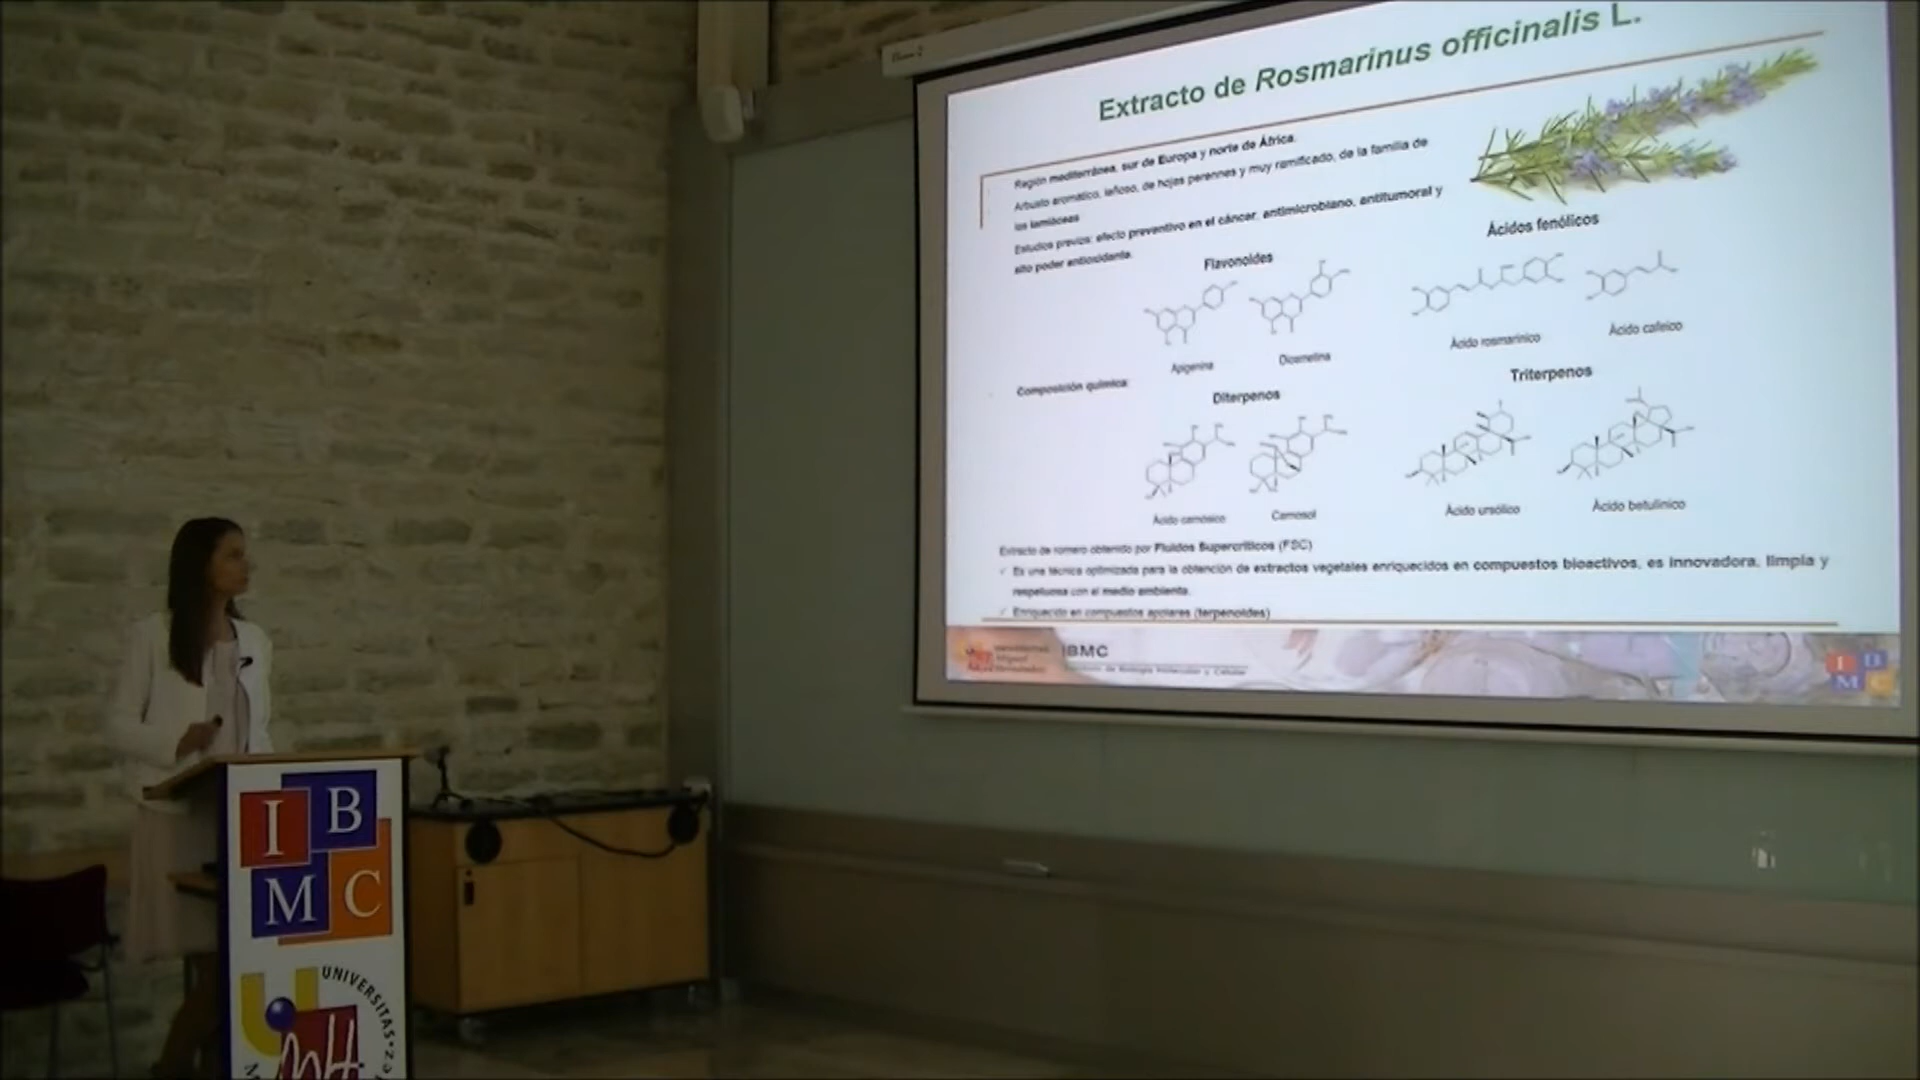 Extracto de Rosmarinus officinalis L.
Región mediterránea, sur de Europa y norte de África.
Arbusto aromático, leñoso, de hojas perennes y muy ramificado, de la familia de
las lamiáceas
Estudios previos: efecto preventivo en el cáncer, antimicrobiano, antitumoral y
alto poder antioxidante.
Flavonoides
Ácidos fenólicos
Apigenina
Diosmetina
Ácido rosmarínico
Ácido cafeico
Composición química:
Diterpenos
Triterpenos
Ácido carnósico
Carnosol
Ácido ursólico
Ácido betulínico
Extracto de romero obtenido por Fluidos Supercríticos (FSC)
✓ Es una técnica optimizada para la obtención de extractos vegetales enriquecidos en compuestos bioactivos, es innovadora, limpia y
respetuosa con el medio ambiente.
✓ Enriquecido en compuestos apolares (terpenoides)
IBMC
de Biología Molecular y Celular
I B
M C
I B
M C
UNIVERSITAS
MH